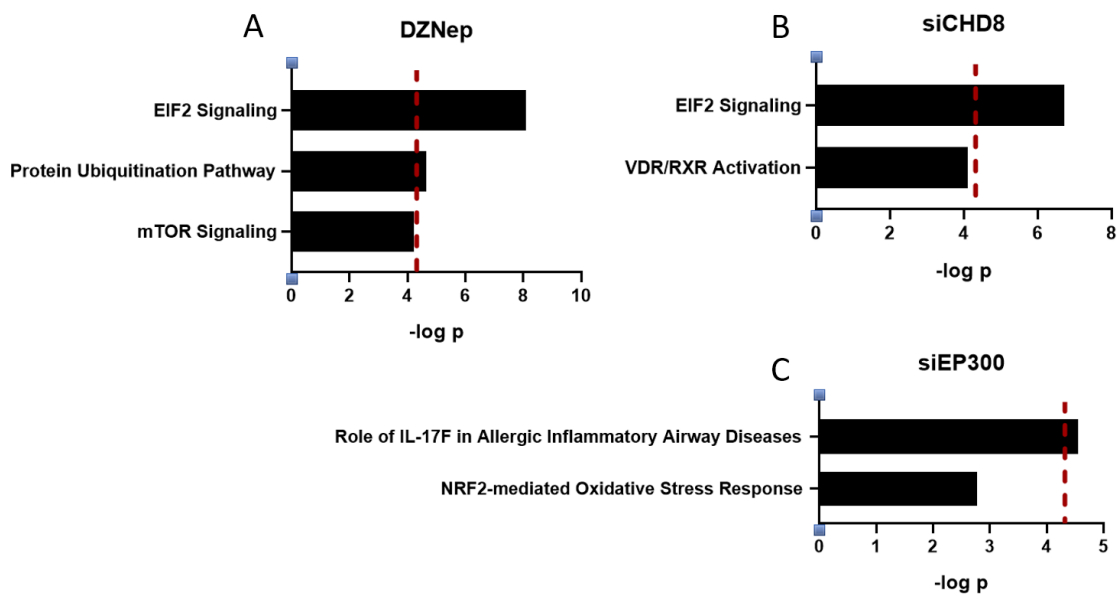 A
DZNep
EIF2 Signaling
Protein Ubiquitination Pathway
mTOR Signaling
0 2 4 6 8 10
-log p
B
siCHD8
EIF2 Signaling
VDR/RXR Activation
0 2 4 6 8
-log p
C
siEP300
Role of IL-17F in Allergic Inflammatory Airway Diseases
NRF2-mediated Oxidative Stress Response
0 1 2 3 4 5
-log p